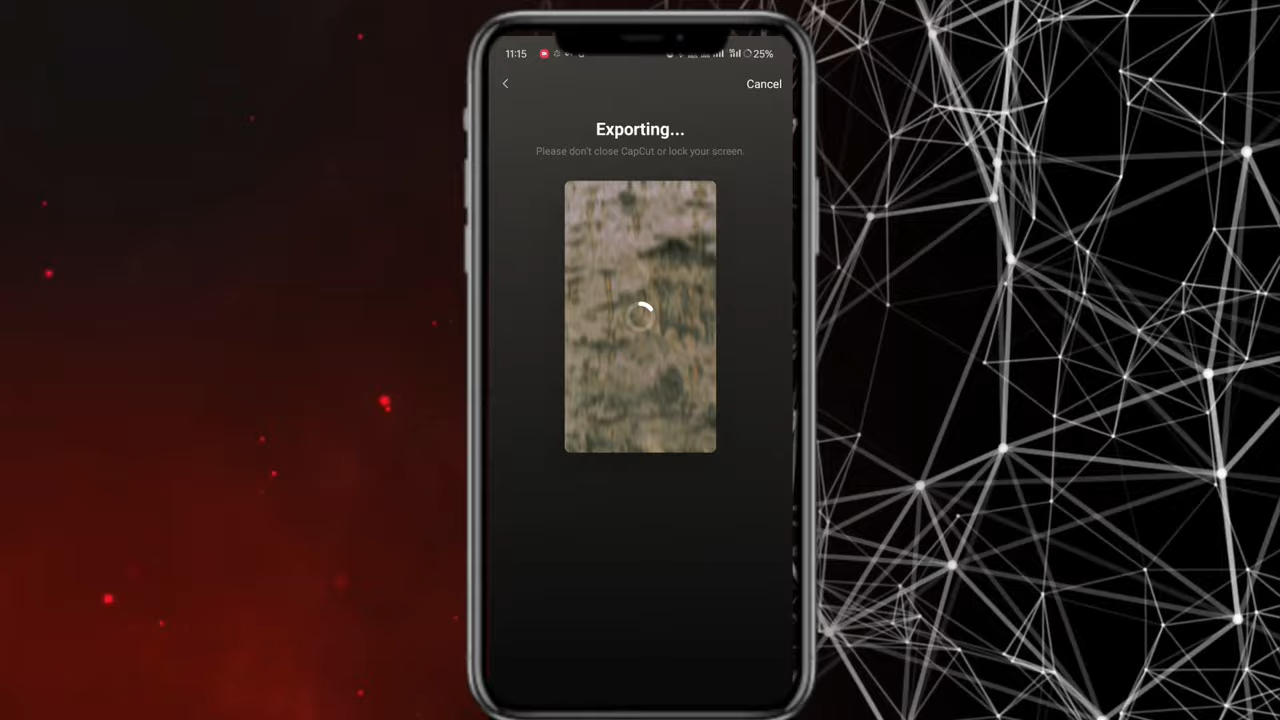 11:15
25%
Cancel
Exporting...
Please don't close CapCut or lock your screen.